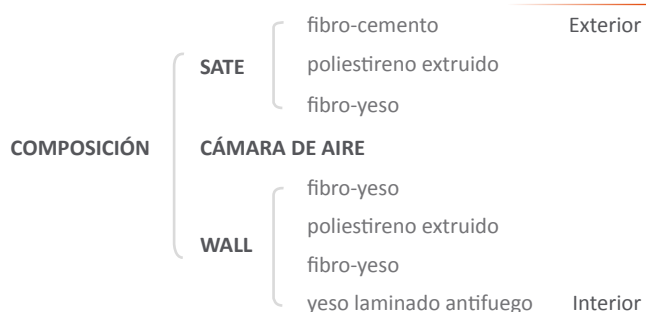 fibro-cemento Exterior
SATE poliestireno extruido
fibro-yeso
COMPOSICIÓN CÁMARA DE AIRE
fibro-yeso
poliestireno extruido
WALL
fibro-yeso
yeso laminado antifuego Interior